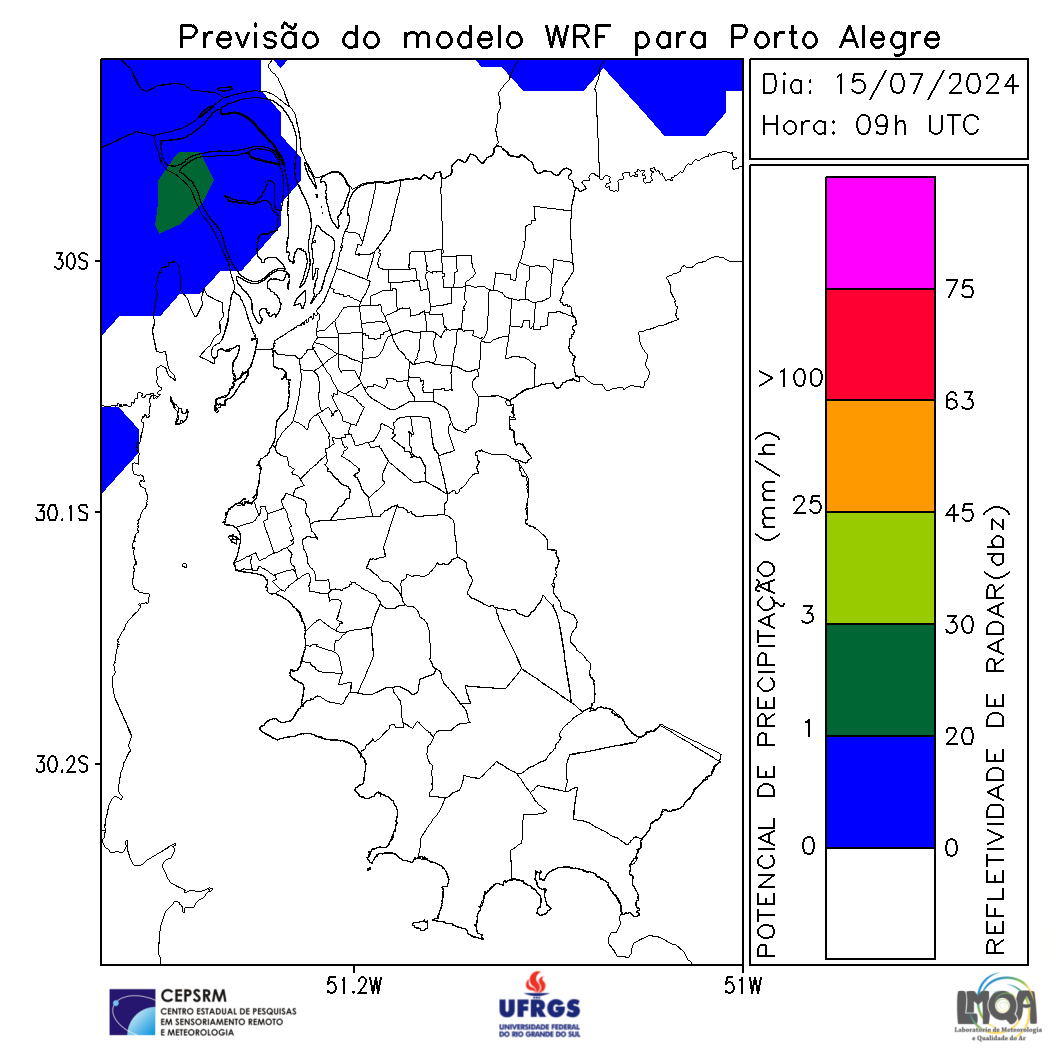 Previsão do modelo WRF para Porto Alegre
Dia: 15/07/2024
Hora: 09h UTC
30S
30.1S
30.2S
51.2W
51W
POTENCIAL DE PRECIPITAÇÃO (mm/h)
>100
25
3
1
0
75
63
45
30
20
0
REFLETIVIDADE DE RADAR(dbz)
CEPSRM
CENTRO ESTADUAL DE PESQUISAS
EM SENSORIAMENTO REMOTO
E METEOROLOGIA
UFRGS
UNIVERSIDADE FEDERAL
DO RIO GRANDE DO SUL
LMQA
Laboratório de Meteorologia
e Qualidade do Ar